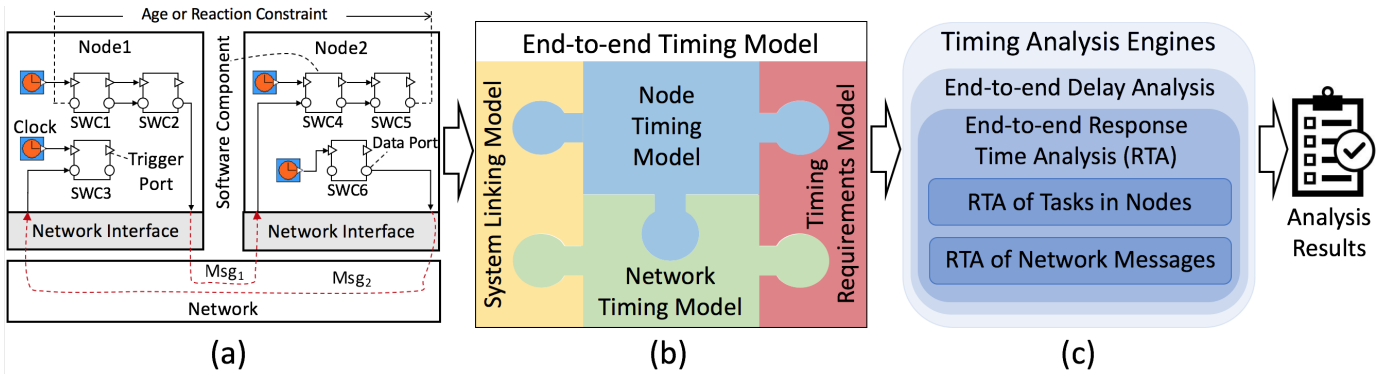 Age or Reaction Constraint
Node1
SWC1
SWC2
Clock
SWC3
Trigger
Port
Network Interface
Software Component
Node2
SWC4
SWC5
Data Port
SWC6
Network Interface
Msg1
Msg2
Network
(a)
End-to-end Timing Model
System Linking Model
Node
Timing
Model
Network
Timing Model
Timing
Requirements Model
(b)
Timing Analysis Engines
End-to-end Delay Analysis
End-to-end Response
Time Analysis (RTA)
RTA of Tasks in Nodes
RTA of Network Messages
(c)
Analysis
Results